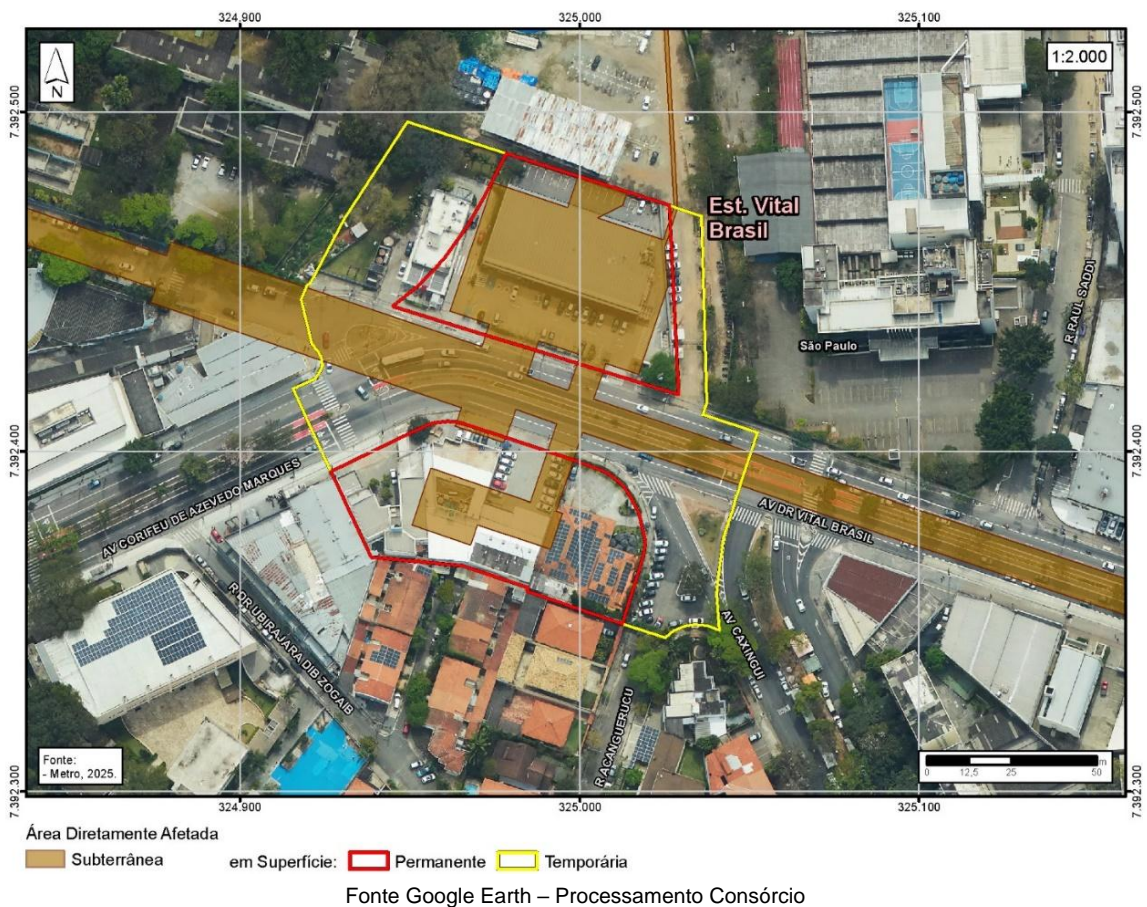 324.900
325.000
325.100
N
1:2.000
7.392.500
7.392.500
Est. Vital
Brasil
R RAUL SADDI
São Paulo
7.392.400
7.392.400
AV CORIFEU DE AZEVEDO MARQUES
AV DR VITAL BRASIL
R DR UBIRAJARA DIB ZOGAIB
AV CAXINGUI
R ACANGUERUCU
Fonte:
- Metro, 2025.
m
0 12,5 25 50
7.392.300
7.392.300
324.900
325.000
325.100
Área Diretamente Afetada
Subterrânea em Superfície: Permanente Temporária
Fonte Google Earth – Processamento Consórcio